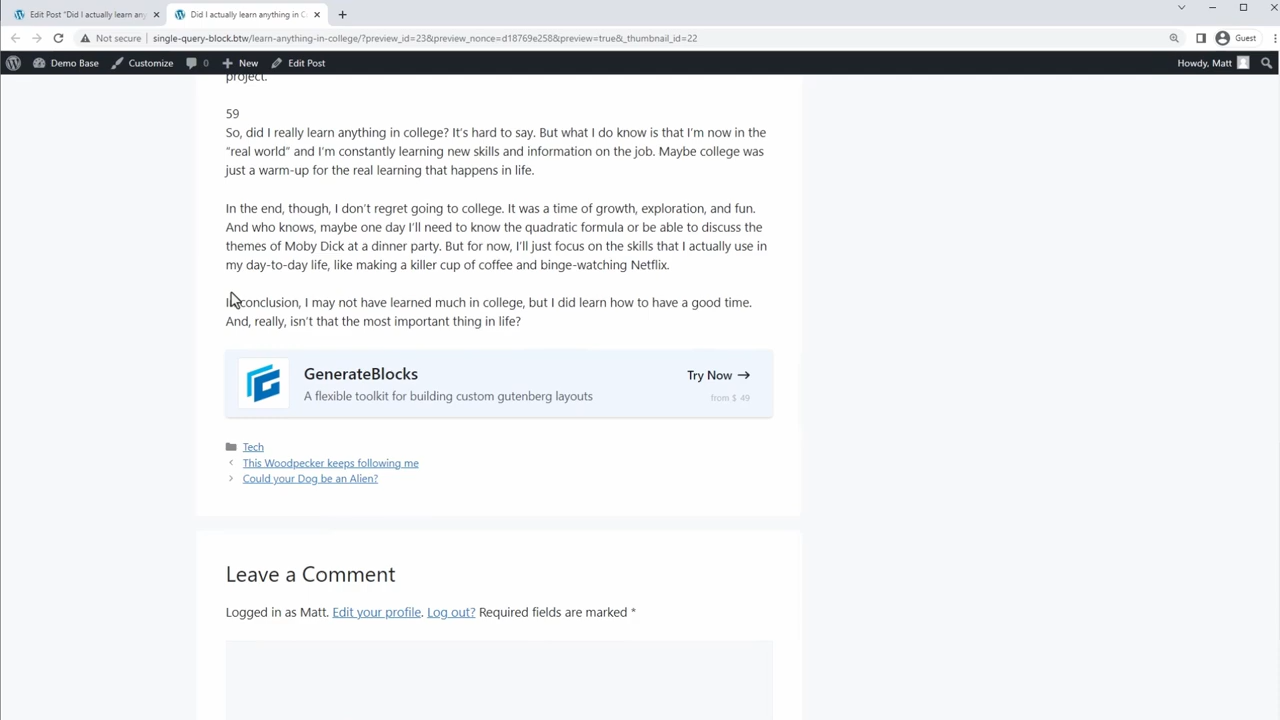 Edit Post "Did I actually learn any
Did I actually learn anything in C
Not secure single-query-block.btw/learn-anything-in-college/?preview_id=23&preview_nonce=d18769e258&preview=true&_thumbnail_id=22
Guest
Demo Base Customize 0 New Edit Post Howdy, Matt
project.
59
So, did I really learn anything in college? It's hard to say. But what I do know is that I'm now in the
"real world" and I'm constantly learning new skills and information on the job. Maybe college was
just a warm-up for the real learning that happens in life.
In the end, though, I don't regret going to college. It was a time of growth, exploration, and fun.
And who knows, maybe one day I'll need to know the quadratic formula or be able to discuss the
themes of Moby Dick at a dinner party. But for now, I'll just focus on the skills that I actually use in
my day-to-day life, like making a killer cup of coffee and binge-watching Netflix.
In conclusion, I may not have learned much in college, but I did learn how to have a good time.
And, really, isn't that the most important thing in life?
GenerateBlocks
Try Now →
A flexible toolkit for building custom gutenberg layouts
from $ 49
Tech
This Woodpecker keeps following me
Could your Dog be an Alien?
Leave a Comment
Logged in as Matt. Edit your profile. Log out? Required fields are marked *